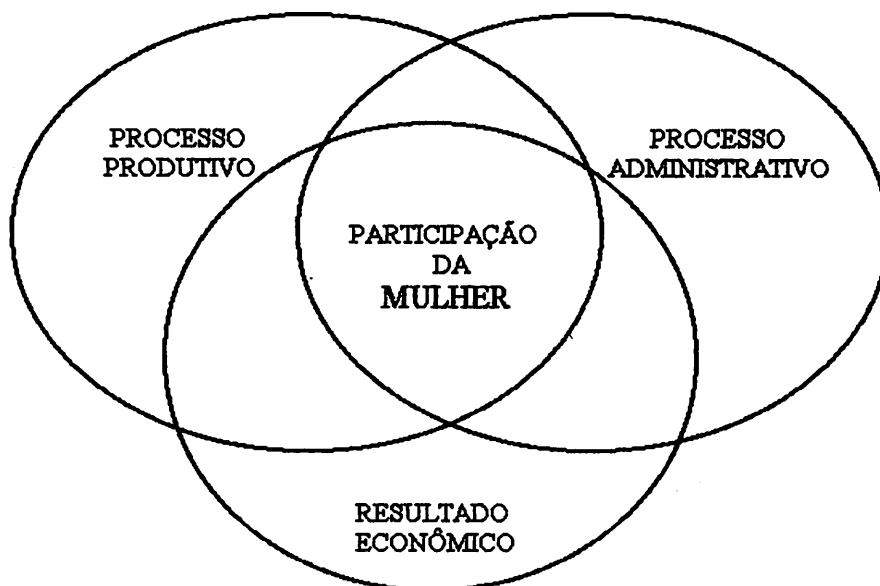 PROCESSO
PRODUTIVO
PROCESSO
ADMINISTRATIVO
PARTICIPAÇÃO
DA
MULHER
RESULTADO
ECONÔMICO